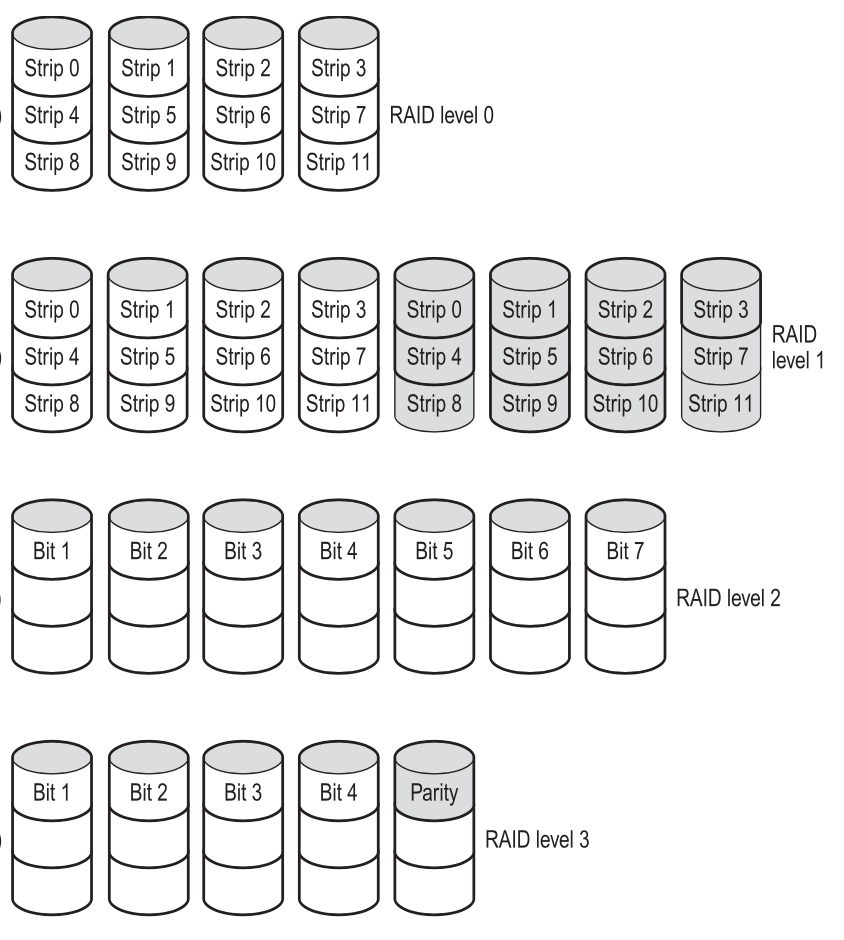 Strip 0 Strip 1 Strip 2 Strip 3
Strip 4 Strip 5 Strip 6 Strip 7 RAID level 0
Strip 8 Strip 9 Strip 10 Strip 11
Strip 0 Strip 1 Strip 2 Strip 3 Strip 0 Strip 1 Strip 2 Strip 3
Strip 4 Strip 5 Strip 6 Strip 7 Strip 4 Strip 5 Strip 6 Strip 7
RAID
level 1
Strip 8 Strip 9 Strip 10 Strip 11 Strip 8 Strip 9 Strip 10 Strip 11
Bit 1 Bit 2 Bit 3 Bit 4 Bit 5 Bit 6 Bit 7
RAID level 2
Bit 1 Bit 2 Bit 3 Bit 4 Parity
RAID level 3